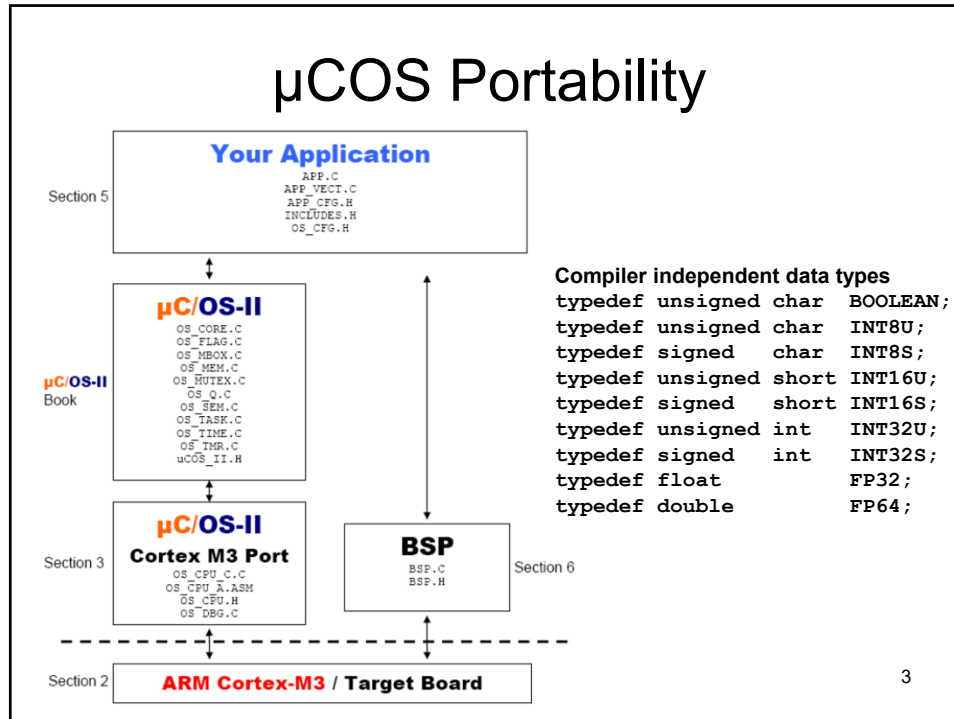 µCOS Portability
Your Application
APP.C
APP_VECT.C
APP_CFG.H
INCLUDES.H
OS_CFG.H
Section 5
µC/OS-II
OS_CORE.C
OS_FLAG.C
OS_MBOX.C
OS_MEM.C
OS_MUTEX.C
OS_Q.C
OS_SEM.C
OS_TASK.C
OS_TIME.C
OS_TMR.C
uCOS_II.H
µC/OS-II
Book
Compiler independent data types
typedef unsigned char BOOLEAN;
typedef unsigned char INT8U;
typedef signed char INT8S;
typedef unsigned short INT16U;
typedef signed short INT16S;
typedef unsigned int INT32U;
typedef signed int INT32S;
typedef float FP32;
typedef double FP64;
µC/OS-II
Cortex M3 Port
OS_CPU_C.C
OS_CPU_A.ASM
OS_CPU.H
OS_DBG.C
Section 3
BSP
BSP.C
BSP.H
Section 6
Section 2
ARM Cortex-M3 / Target Board
3